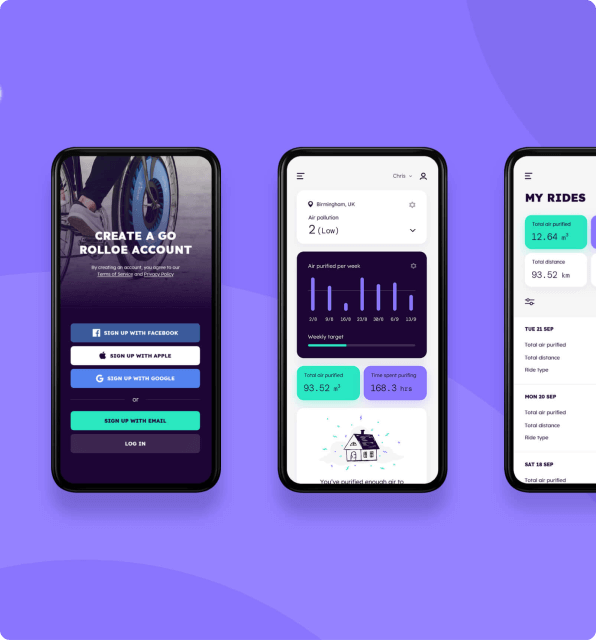 CREATE A GO
ROLLOE ACCOUNT
By creating an account, you agree to our
Terms of Service and Privacy Policy
SIGN UP WITH FACEBOOK
SIGN UP WITH APPLE
SIGN UP WITH GOOGLE
or
SIGN UP WITH EMAIL
LOG IN
Chris
Birmingham, UK
Air pollution
2 (Low)
Air purified per week
2/8 9/8 16/8 23/8 30/8 6/9 13/9
Weekly target
Total air purified
93.52 m³
Time spent purifing
168.3 hrs
You've purified enough air to
MY RIDES
Total air purified
12.64 m³
Total distance
93.52 km
TUE 21 SEP
Total air purified
Total distance
Ride type
MON 20 SEP
Total air purified
Total distance
Ride type
SAT 18 SEP
Total air purified